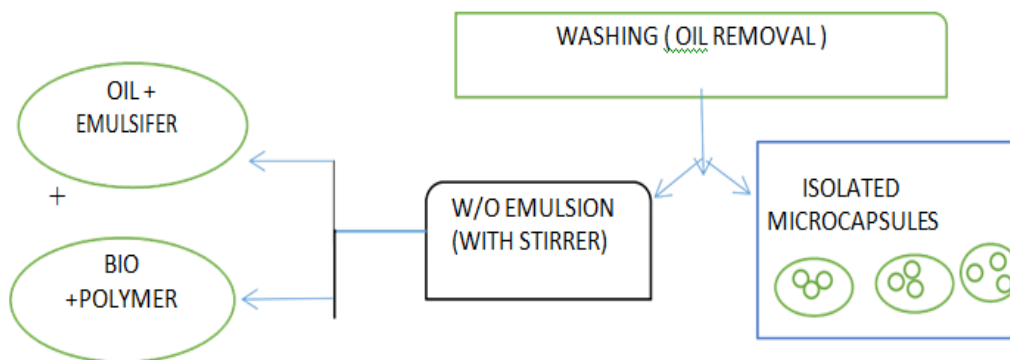 WASHING ( OIL REMOVAL )
OIL +
EMULSIFER
+
BIO
+POLYMER
W/O EMULSION
(WITH STIRRER)
ISOLATED
MICROCAPSULES